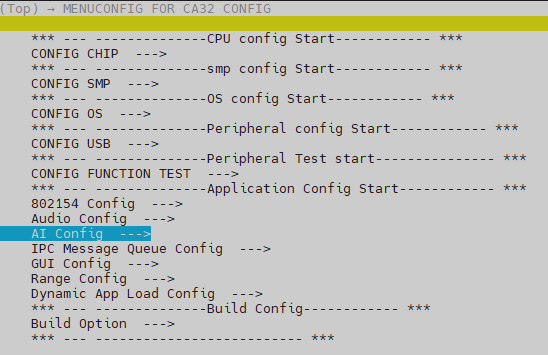 (Top) → MENUCONFIG FOR CA32 CONFIG
*** --- --------------CPU config Start------------ ***
CONFIG CHIP  --->
*** --- --------------smp config Start------------ ***
CONFIG SMP  --->
*** --- --------------OS config Start------------ ***
CONFIG OS  --->
*** --- --------------Peripheral config Start------------ ***
CONFIG USB  --->
*** --- --------------Peripheral Test start--------------- ***
CONFIG FUNCTION TEST  --->
*** --- --------------Application Config Start------------ ***
802154 Config  --->
Audio Config  --->
AI Config  --->
IPC Message Queue Config  --->
GUI Config  --->
Range Config  --->
Dynamic App Load Config  --->
*** --- --------------Build Config------------ ***
Build Option  --->
*** --- -------------------------- ***